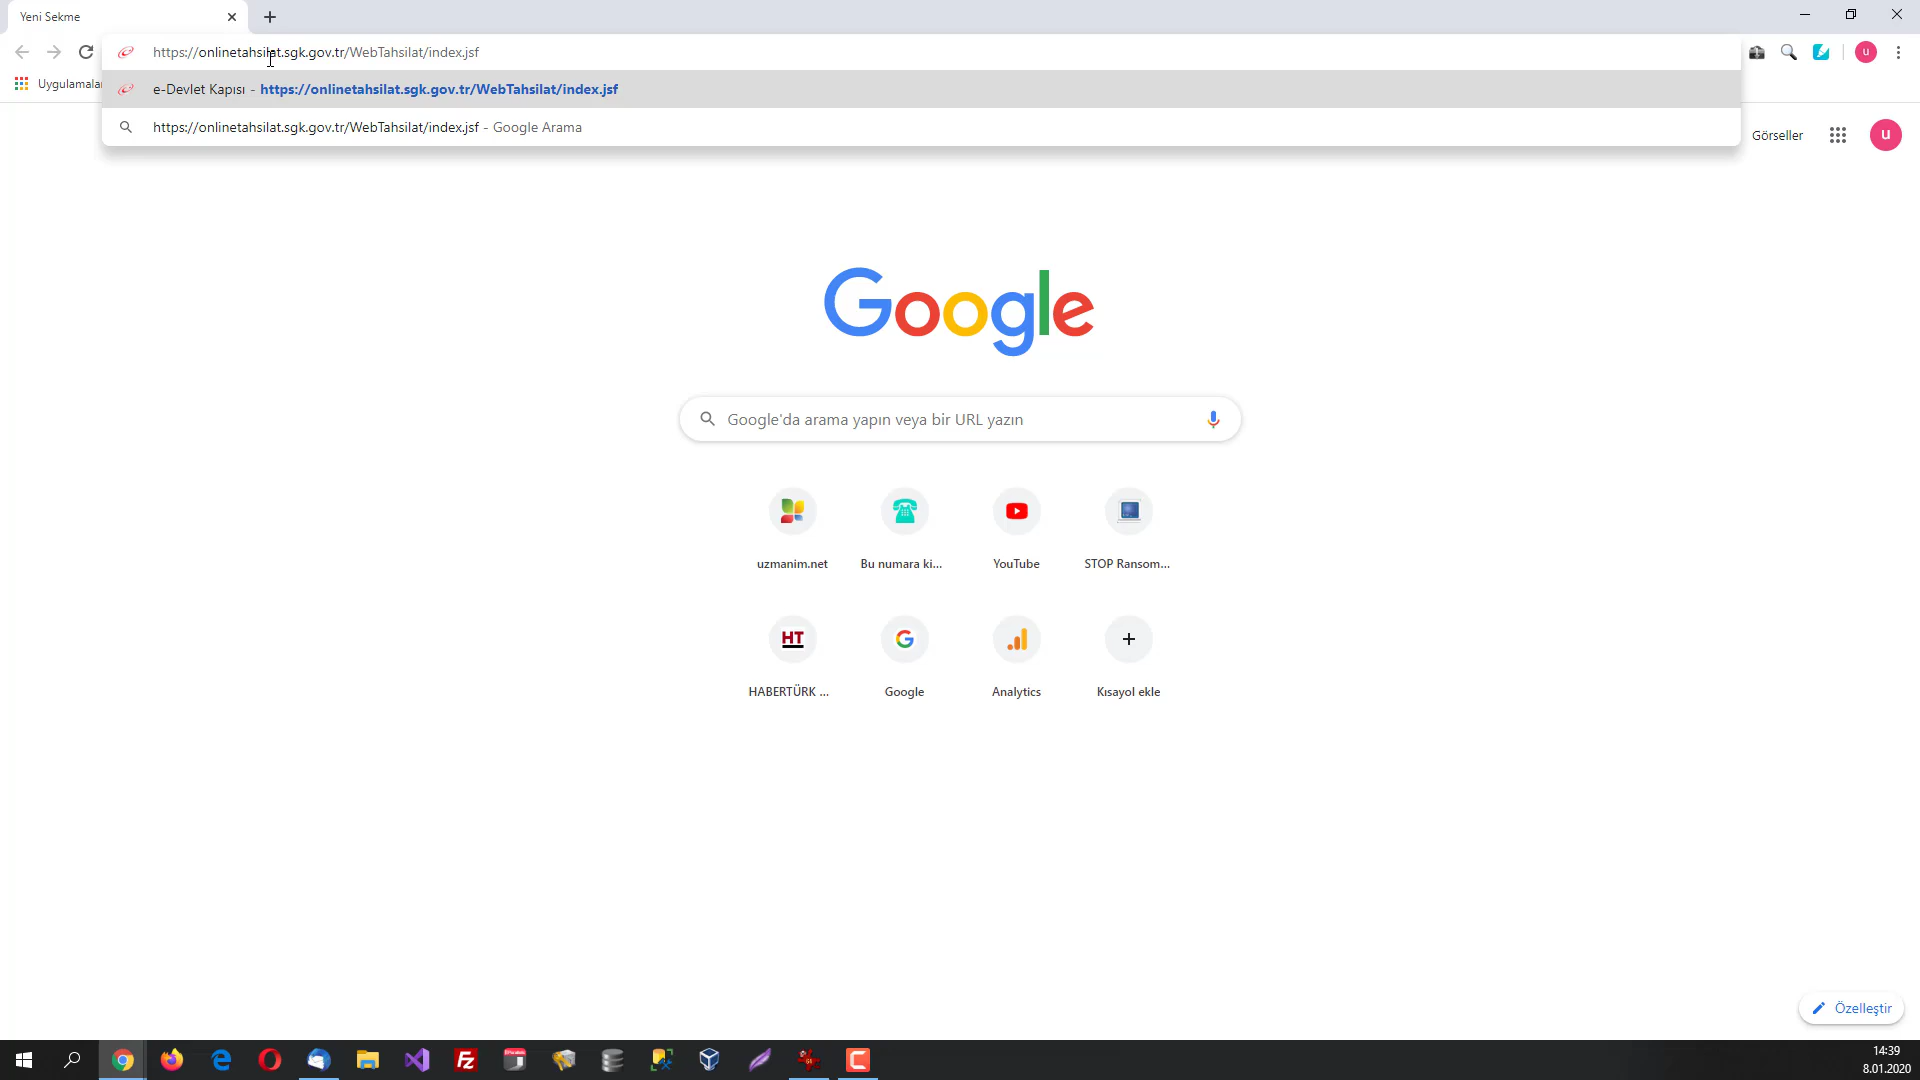 Yeni Sekme
https://onlinetahsilat.sgk.gov.tr/WebTahsilat/index.jsf
u
Uygulamalar
e-Devlet Kapısı - https://onlinetahsilat.sgk.gov.tr/WebTahsilat/index.jsf
https://onlinetahsilat.sgk.gov.tr/WebTahsilat/index.jsf - Google Arama
Görseller
u
Google
Google'da arama yapın veya bir URL yazın
uzmanim.net
Bu numara ki...
YouTube
STOP Ransom...
HT
HABERTÜRK ...
Google
Analytics
Kısayol ekle
Özelleştir
14:39
8.01.2020